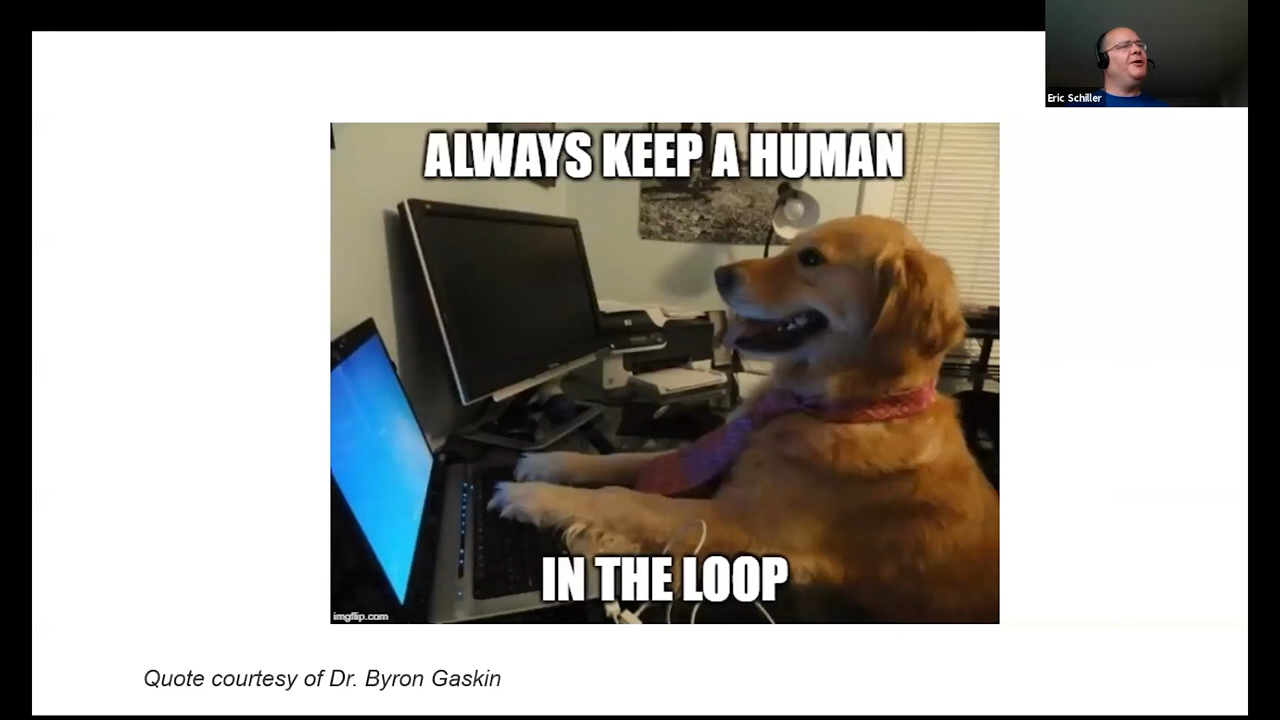 Eric Schiller
ALWAYS KEEP A HUMAN
IN THE LOOP
imgflip.com
Quote courtesy of Dr. Byron Gaskin